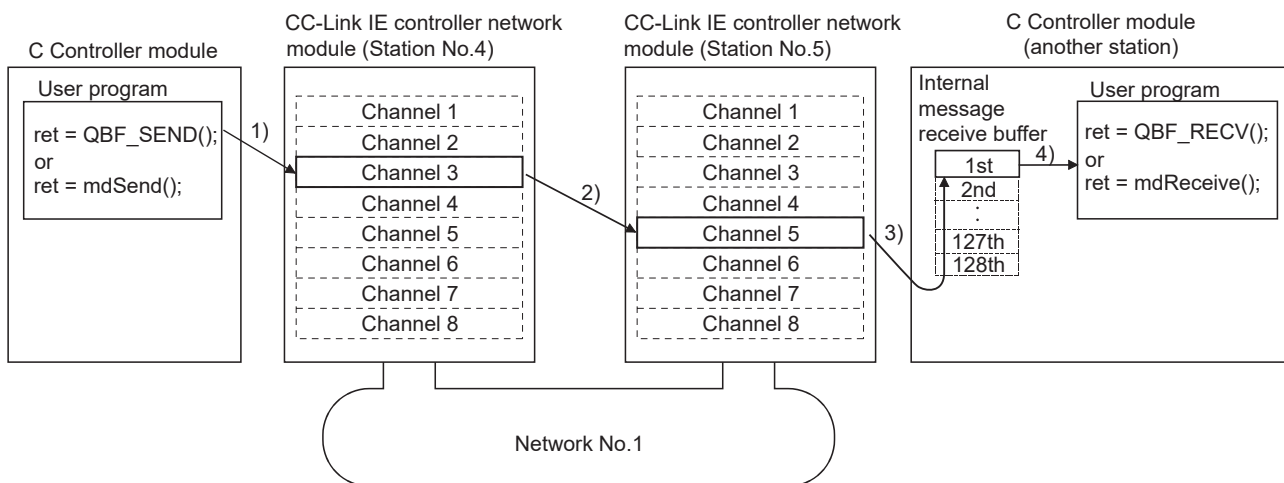 C Controller module
User program
ret = QBF_SEND();
or
ret = mdSend();
1)
CC-Link IE controller network
module (Station No.4)
Channel 1
Channel 2
Channel 3
Channel 4
Channel 5
Channel 6
Channel 7
Channel 8
2)
CC-Link IE controller network
module (Station No.5)
Channel 1
Channel 2
Channel 3
Channel 4
Channel 5
Channel 6
Channel 7
Channel 8
3)
C Controller module
(another station)
Internal
message
receive buffer
1st
2nd
:
127th
128th
4)
User program
ret = QBF_RECV();
or
ret = mdReceive();
Network No.1